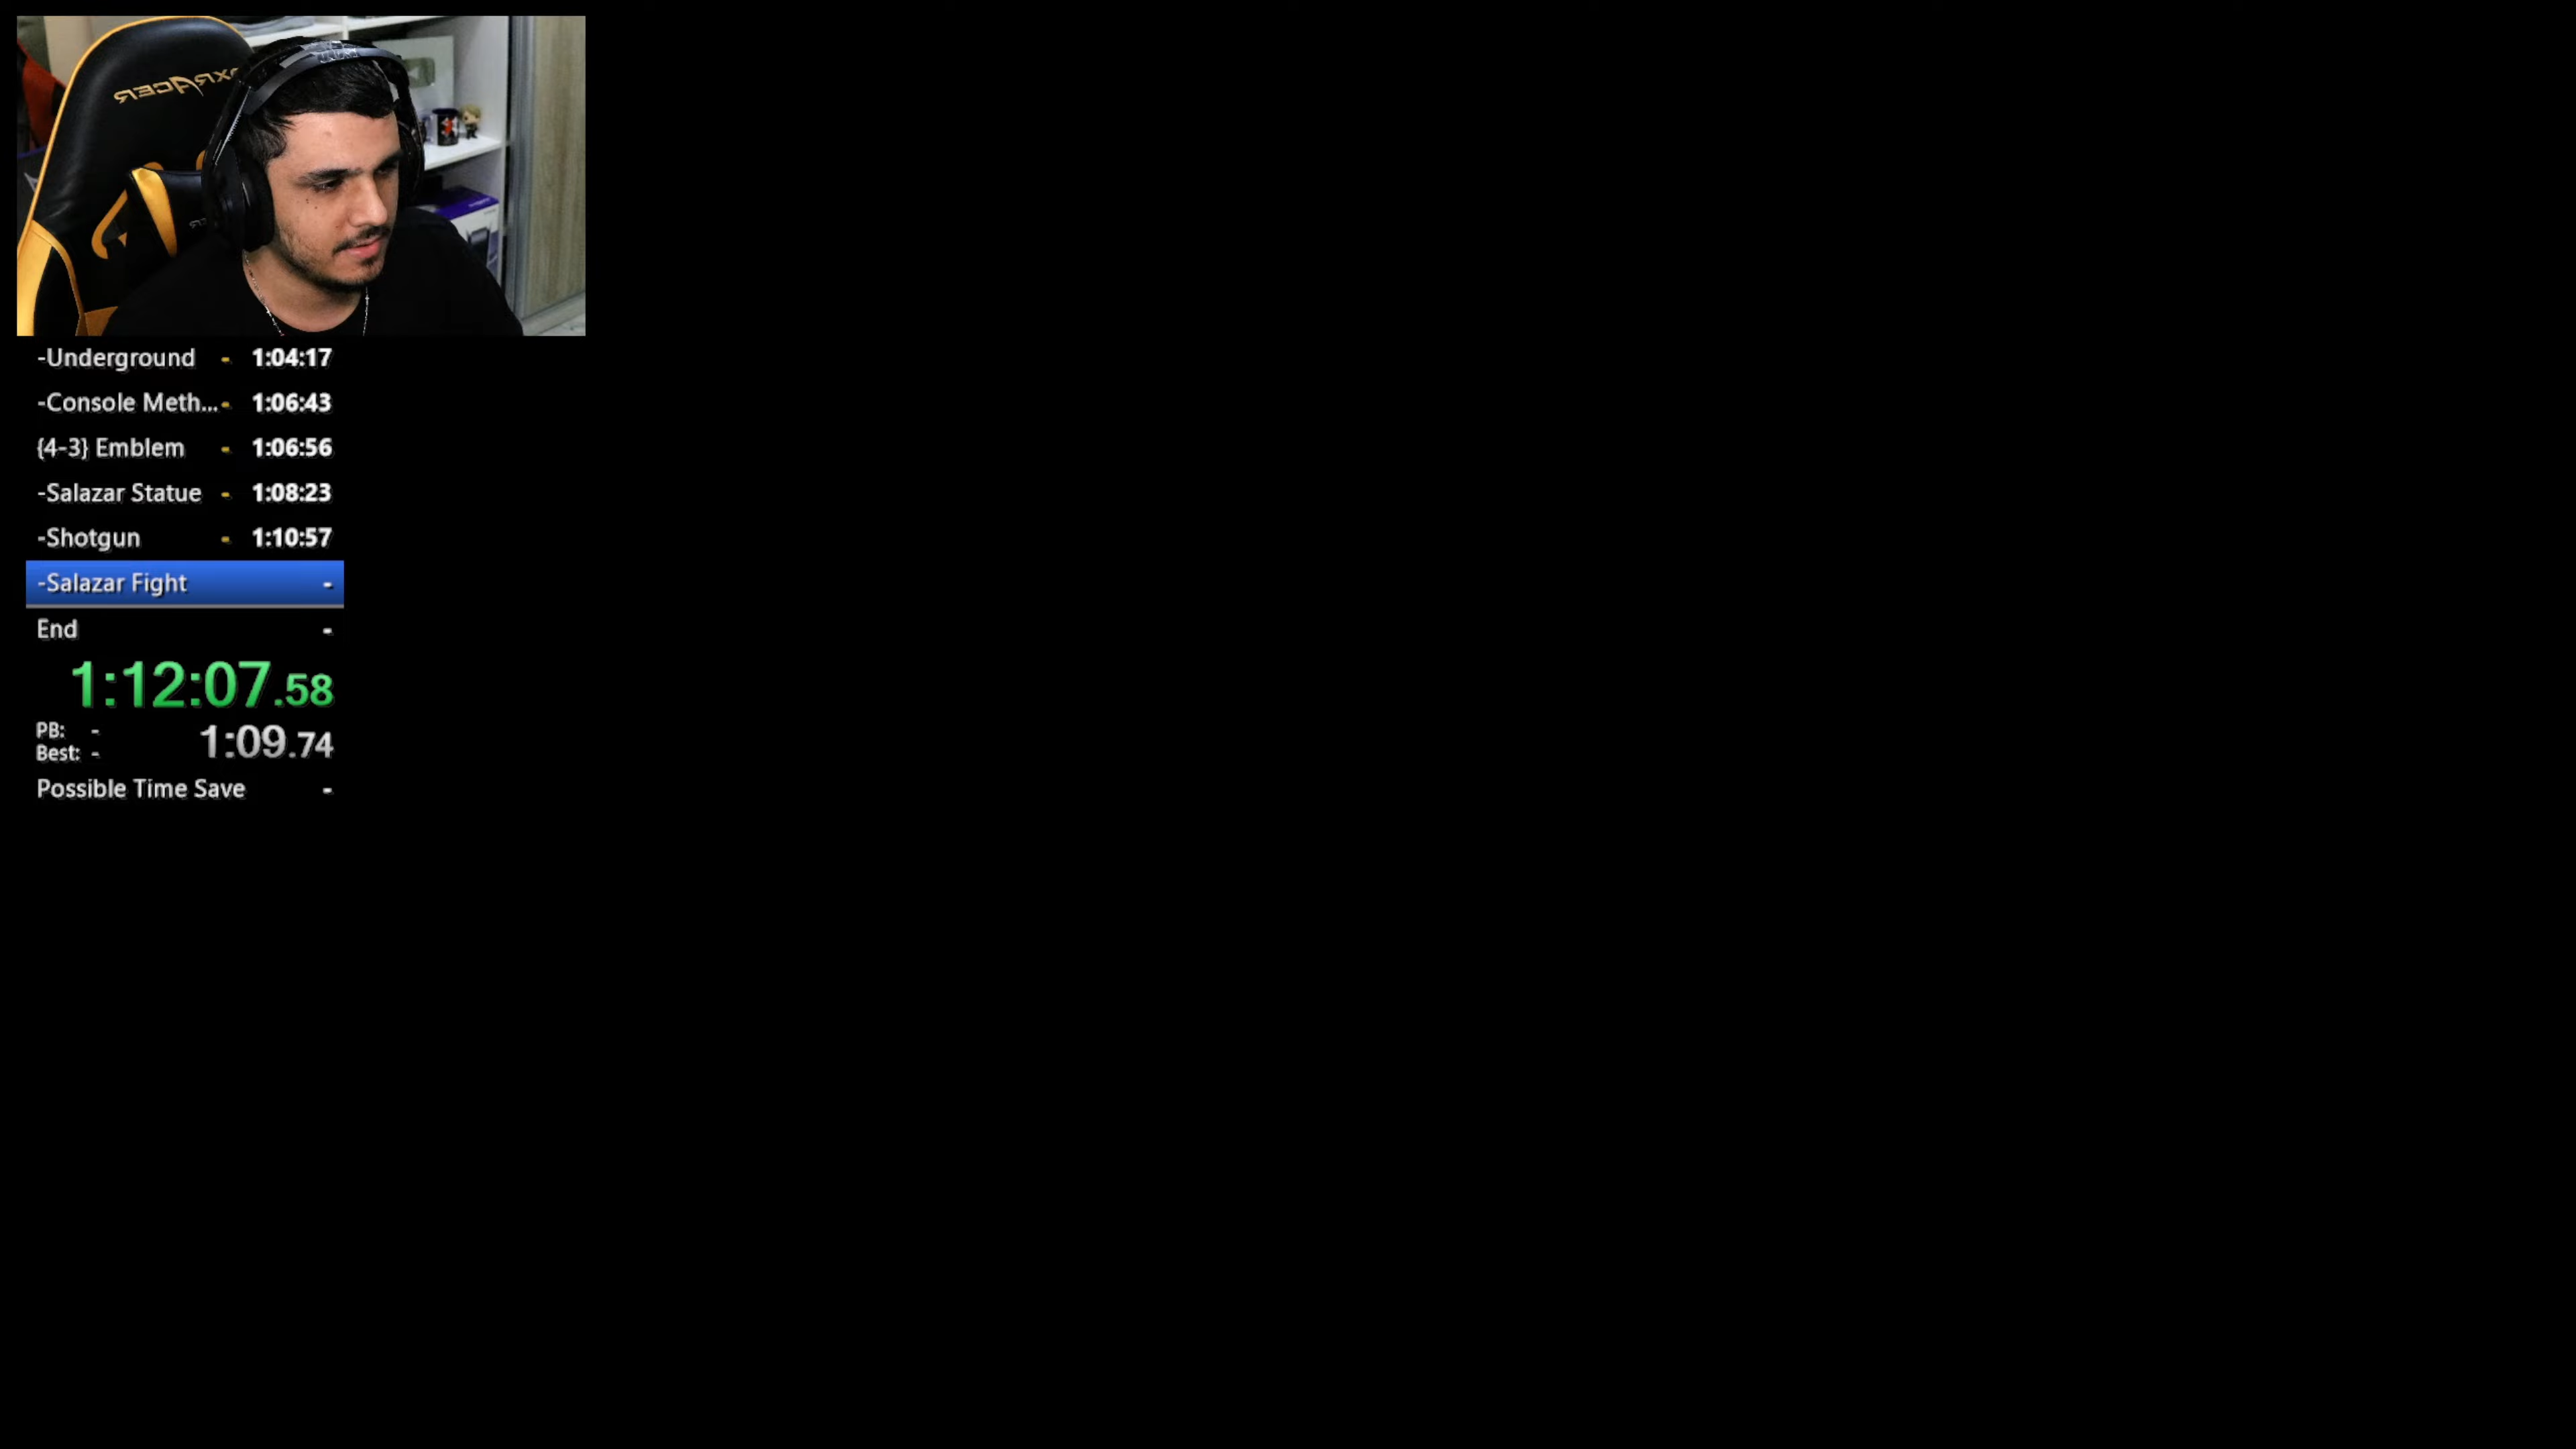 DXRACER
-Underground - 1:04:17
-Console Meth... - 1:06:43
{4-3} Emblem - 1:06:56
-Salazar Statue - 1:08:23
-Shotgun - 1:10:57
-Salazar Fight -
End -
1:12:07.58
PB: - 1:09.74
Best: -
Possible Time Save -